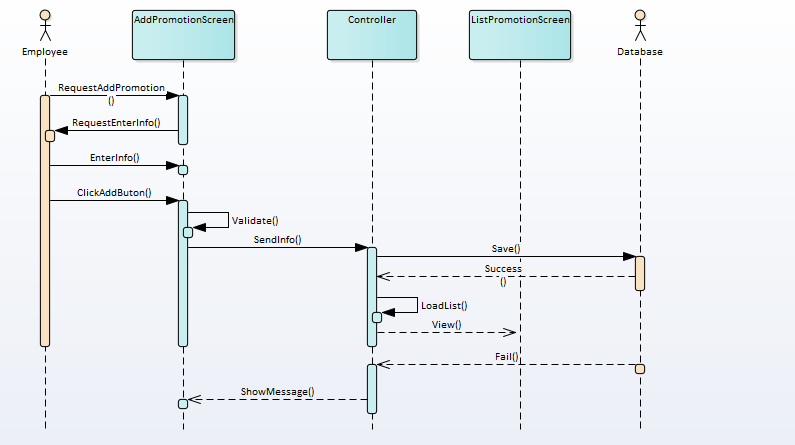 AddPromotionScreen
Controller
ListPromotionScreen
Employee
Database
RequestAddPromotion
()
RequestEnterInfo()
EnterInfo()
ClickAddButon()
Validate()
SendInfo()
Save()
Success
()
LoadList()
View()
Fail()
ShowMessage()